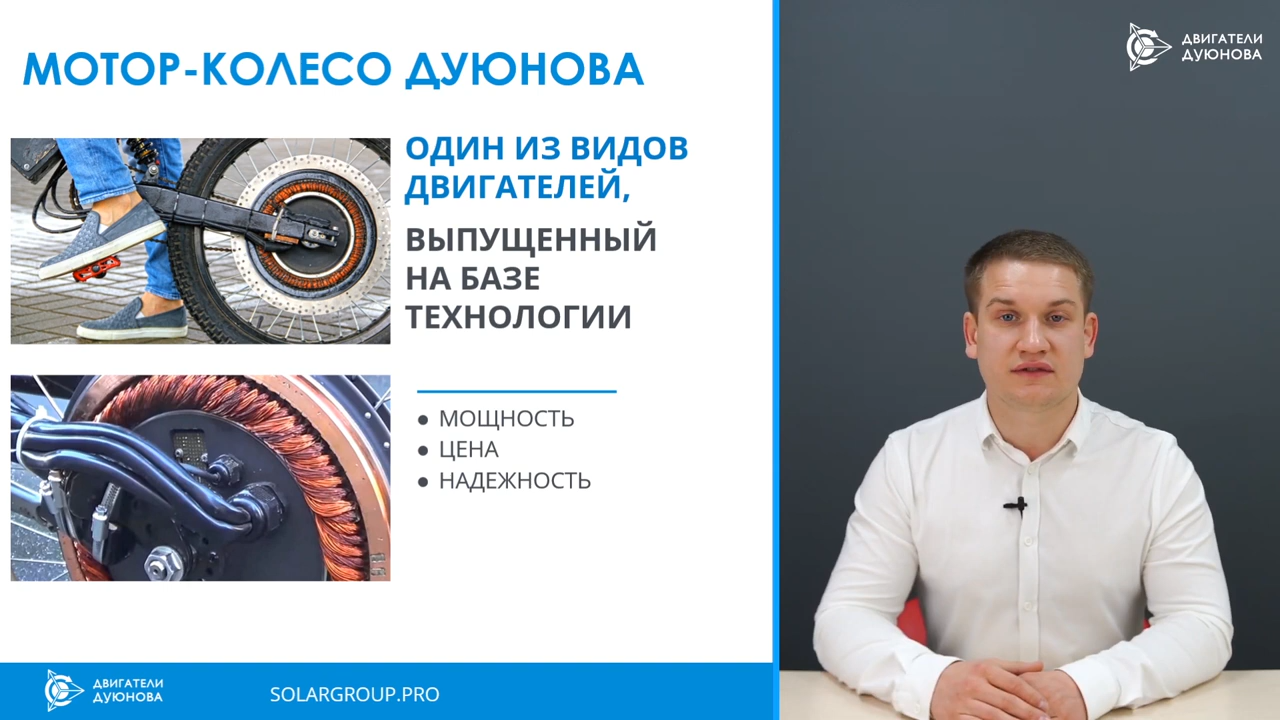 МОТОР-КОЛЕСО ДУЮНОВА
ОДИН ИЗ ВИДОВ
ДВИГАТЕЛЕЙ,
ВЫПУЩЕННЫЙ
НА БАЗЕ
ТЕХНОЛОГИИ
● МОЩНОСТЬ
● ЦЕНА
● НАДЕЖНОСТЬ
ДВИГАТЕЛИ
ДУЮНОВА
SOLARGROUP.PRO
ДВИГАТЕЛИ
ДУЮНОВА